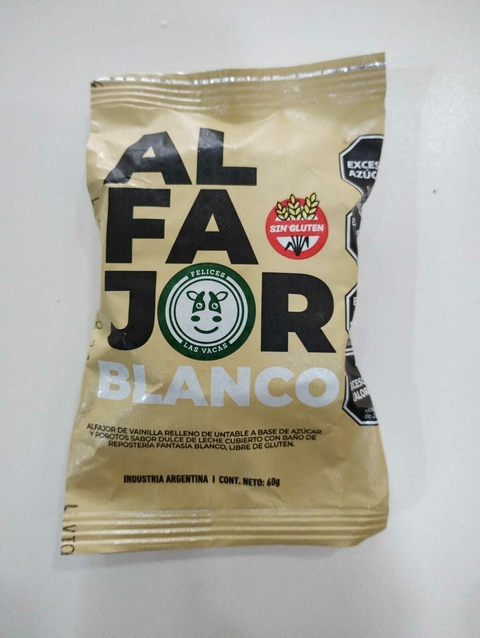 AL
FA
JOR
SIN GLUTEN
FELICES
LAS VACAS
BLANCO
ALFAJOR DE VAINILLA RELLENO DE UNTABLE A BASE DE AZÚCAR
Y POROTOS SABOR DULCE DE LECHE CUBIERTO CON BAÑO DE
REPOSTERÍA FANTASÍA BLANCO, LIBRE DE GLUTEN.
INDUSTRIA ARGENTINA | CONT. NETO: 60g
EXCES
AZÚC